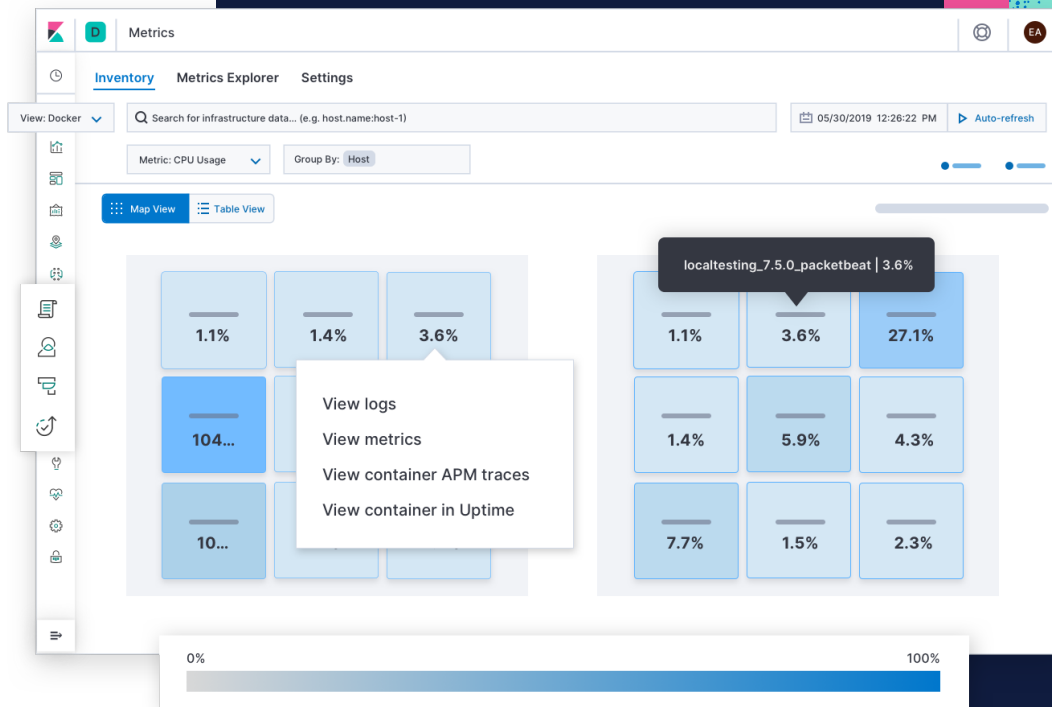 D Metrics EA
Inventory Metrics Explorer Settings
View: Docker
Search for infrastructure data... (e.g. host.name:host-1)
05/30/2019 12:26:22 PM
Auto-refresh
Metric: CPU Usage
Group By: Host
Map View
Table View
localtesting_7.5.0_packetbeat | 3.6%
1.1% 1.4% 3.6%
104...
10...
View logs
View metrics
View container APM traces
View container in Uptime
1.1% 3.6% 27.1%
1.4% 5.9% 4.3%
7.7% 1.5% 2.3%
0% 100%